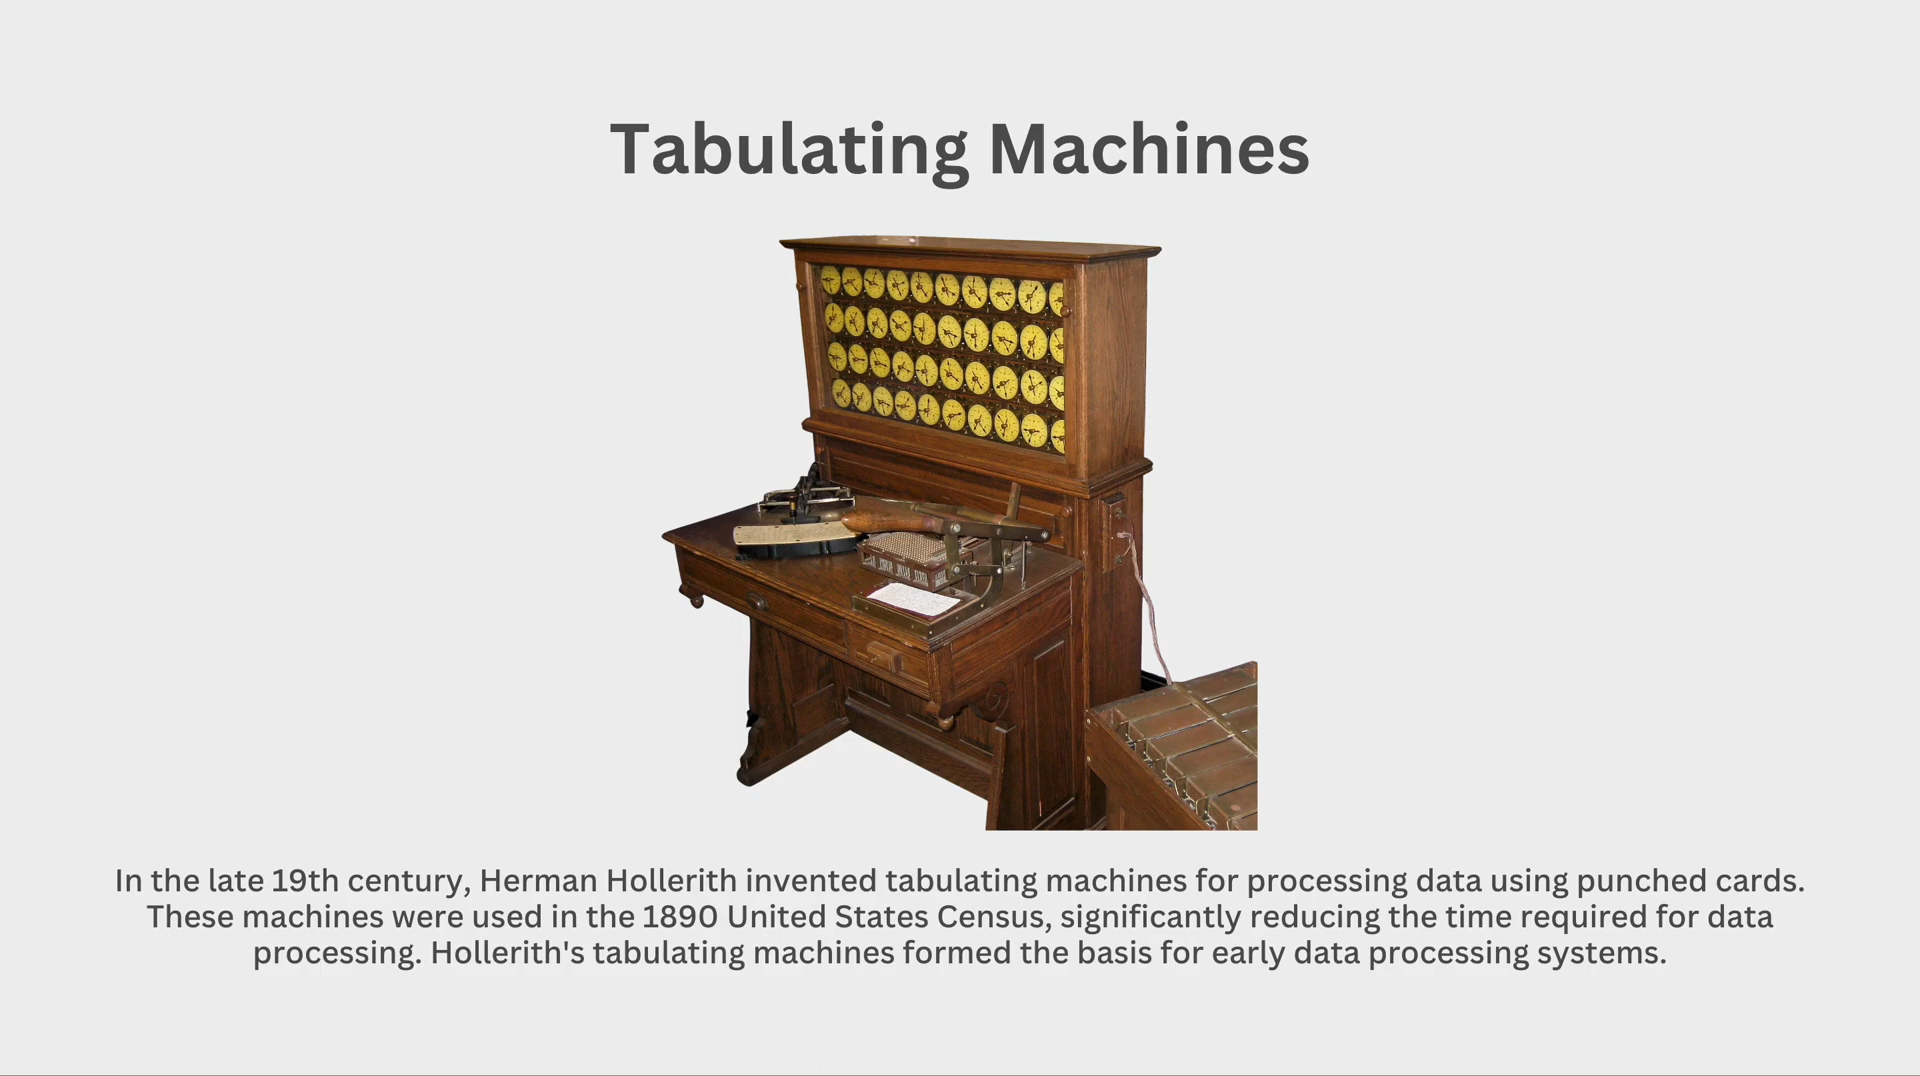 Tabulating Machines
In the late 19th century, Herman Hollerith invented tabulating machines for processing data using punched cards.
These machines were used in the 1890 United States Census, significantly reducing the time required for data
processing. Hollerith's tabulating machines formed the basis for early data processing systems.